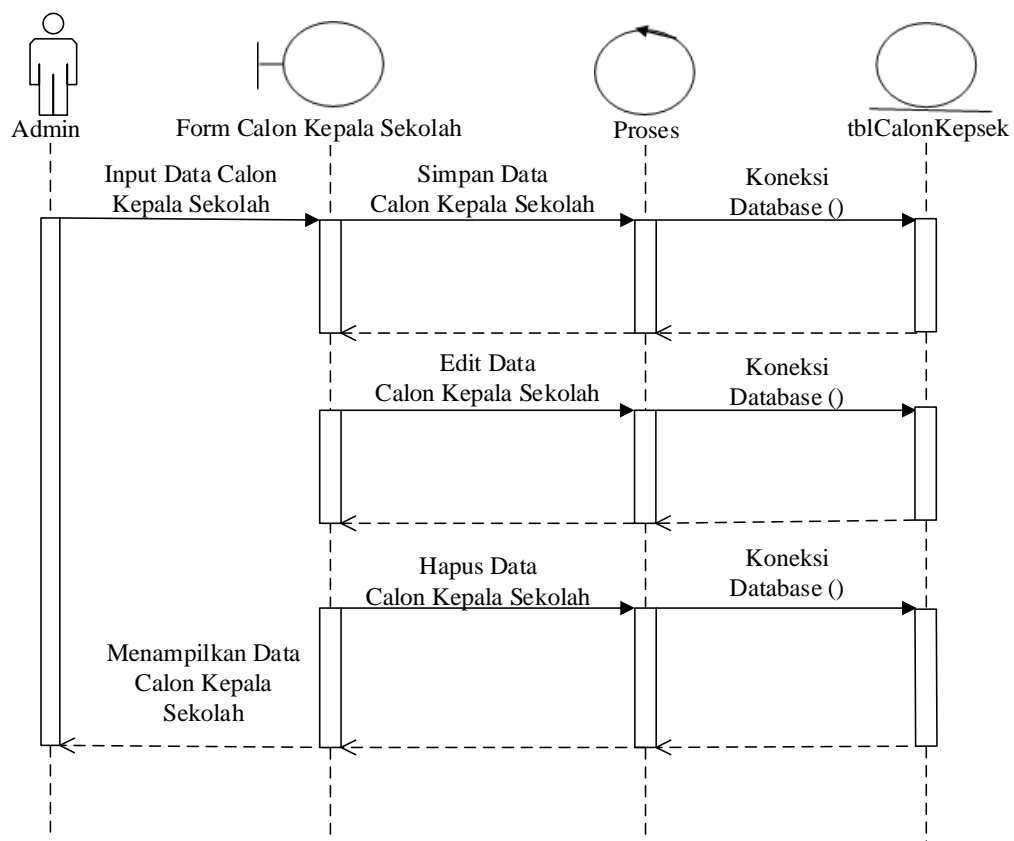 Admin
Form Calon Kepala Sekolah
Proses
tblCalonKepsek
Input Data Calon
Kepala Sekolah
Simpan Data
Calon Kepala Sekolah
Koneksi
Database ()
Edit Data
Calon Kepala Sekolah
Koneksi
Database ()
Hapus Data
Calon Kepala Sekolah
Koneksi
Database ()
Menampilkan Data
Calon Kepala
Sekolah